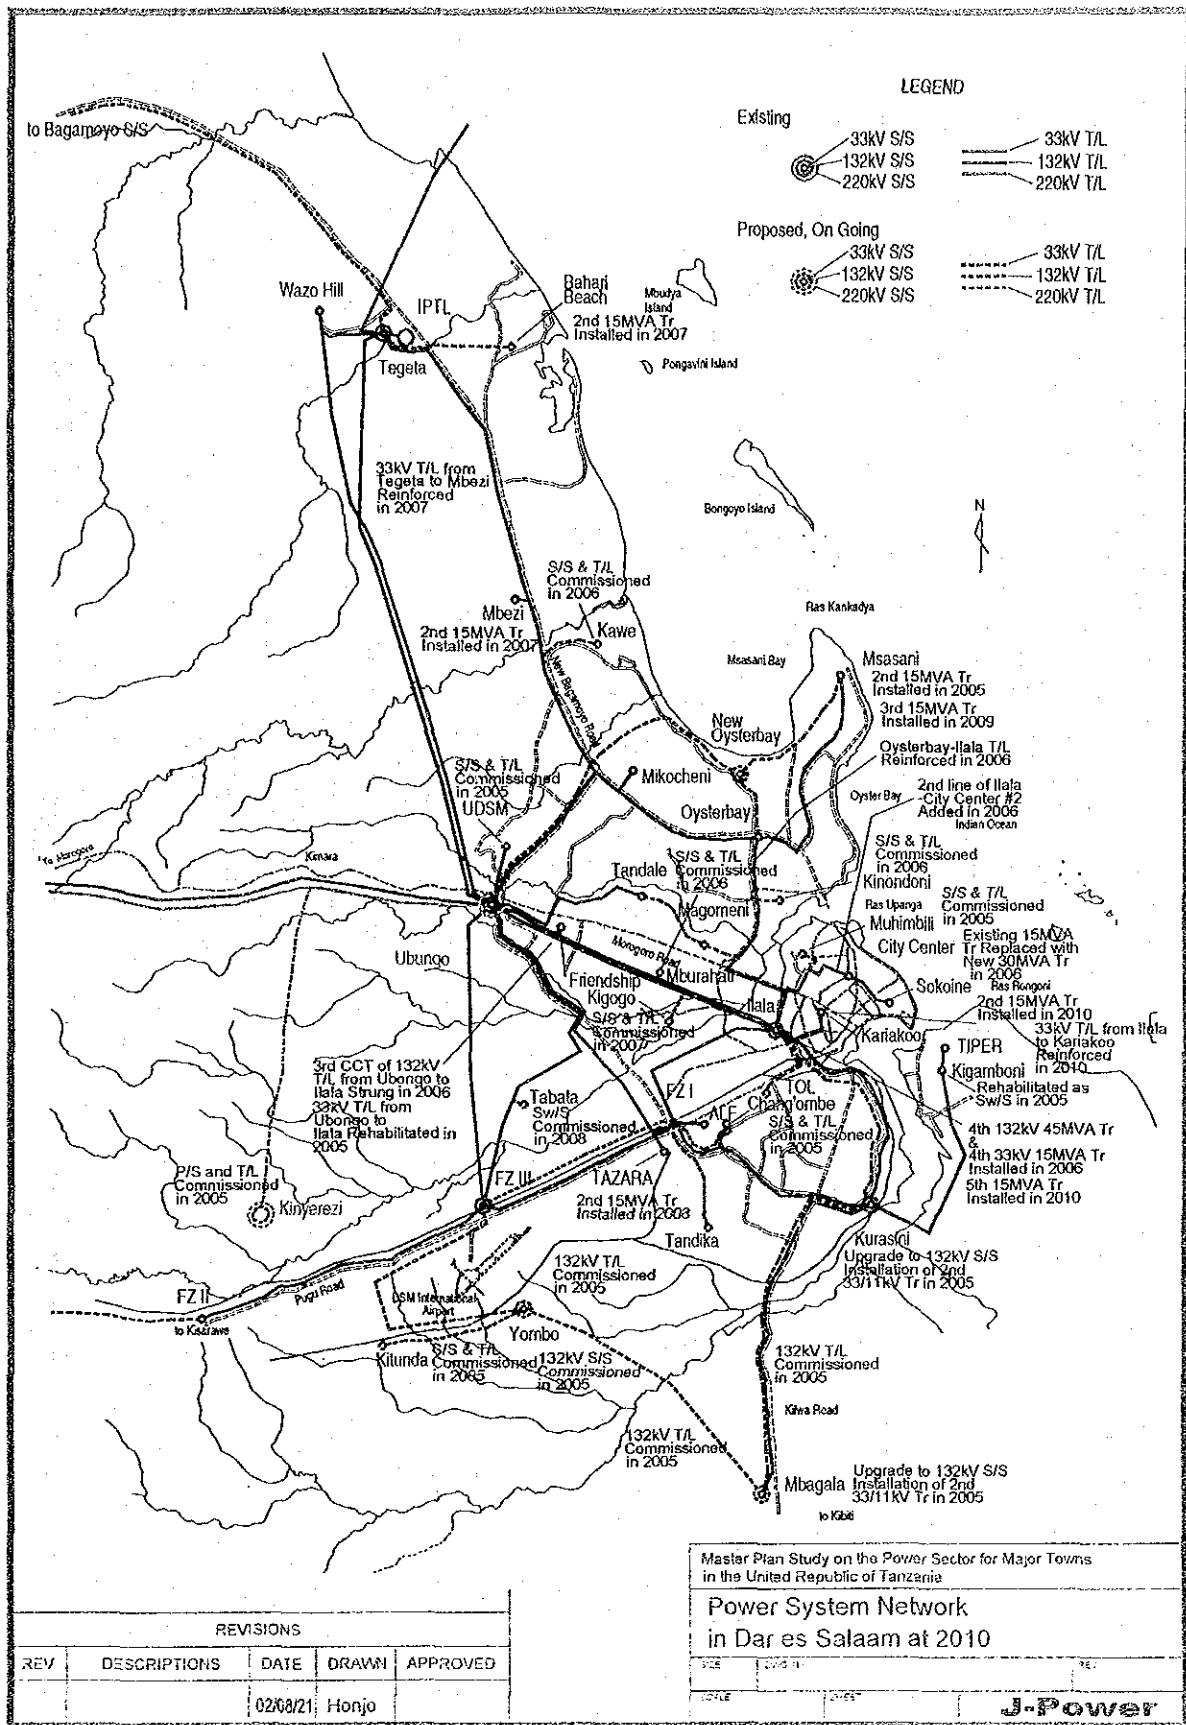 LEGEND
Existing
33kV S/S
132kV S/S
220kV S/S
33kV T/L
132kV T/L
220kV T/L
Proposed, On Going
33kV S/S
132kV S/S
220kV S/S
33kV T/L
132kV T/L
220kV T/L
to Bagamoyo S/S
Wazo Hill
IPTL
Tegeta
Bahari
Beach
2nd 15MVA Tr
Installed in 2007
Mbudya
Island
Pongavini Island
33kV T/L from
Tegeta to Mbezi
Reinforced
in 2007
Bongoyo Island
N
S/S & T/L
Commissioned
in 2006
Mbezi
2nd 15MVA Tr
Installed in 2007
Kawe
New Bagamoyo Road
Ras Kankadya
Msasani Bay
Msasani
2nd 15MVA Tr
Installed in 2005
3rd 15MVA Tr
Installed in 2009
New
Oysterbay
Oysterbay-Ilala T/L
Reinforced in 2006
Mikocheni
S/S & T/L
Commissioned
in 2005
UDSM
Oysterbay
Oyster Bay
2nd line of Ilala
-City Center #2
Added in 2006
Indian Ocean
S/S & T/L
Commissioned
in 2006
Kinondoni
To Morogoro
Kimara
Tandale
S/S & T/L
Commissioned
in 2006
Magomeni
Ras Upanga
S/S & T/L
Commissioned
in 2005
Muhimbili
City Center
Existing 15MVA
Tr Replaced with
New 30MVA Tr
in 2006
Ubungo
Morogoro Road
Friendship
Mburahati
Kigogo
S/S & T/L
Commissioned
in 2007
Ilala
Sokoine
Ras Rongoni
2nd 15MVA Tr
Installed in 2010
Kariakoo
33kV T/L from Ilala
to Kariakoo
Reinforced
in 2010
TIPER
Kigamboni
Rehabilitated as
Sw/S in 2005
3rd CCT of 132kV
T/L from Ubongo to
Ilala Strung in 2006
33kV T/L from
Ubongo to
Ilala Rehabilitated in
2005
Tabata
Sw/S
Commissioned
in 2008
FZ I
ALF
TOL
Chang'ombe
S/S & T/L
Commissioned
in 2005
4th 132kV 45MVA Tr
&
4th 33kV 15MVA Tr
Installed in 2006
5th 15MVA Tr
Installed in 2010
P/S and T/L
Commissioned
in 2005
Kinyerezi
FZ III
TAZARA
2nd 15MVA Tr
Installed in 2008
Tandika
Kurasini
Upgrade to 132kV S/S
Installation of 2nd
33/11kV Tr in 2005
FZ II
Pugu Road
to Kisarawe
DSM International
Airport
132kV T/L
Commissioned
in 2005
Yombo
Kilunda
S/S & T/L
Commissioned
in 2005
132kV S/S
Commissioned
in 2005
132kV T/L
Commissioned
in 2005
Kilwa Road
132kV T/L
Commissioned
in 2005
Mbagala
Upgrade to 132kV S/S
Installation of 2nd
33/11kV Tr in 2005
to Kibiti
Master Plan Study on the Power Sector for Major Towns
in the United Republic of Tanzania
Power System Network
in Dar es Salaam at 2010
SIZE
REV
SCALE
SHEET
J-Power
REVISIONS
REV
DESCRIPTIONS
DATE
DRAWN
APPROVED
02/08/21
Honjo